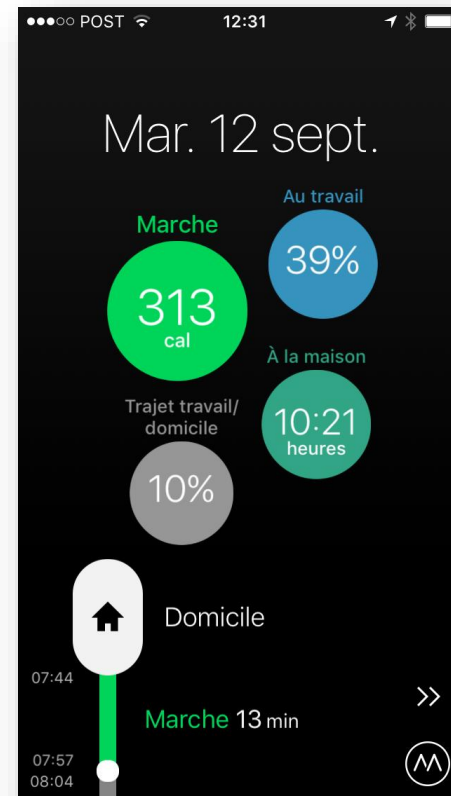 POST 12:31
Mar. 12 sept.
Au travail
39%
Marche
313
cal
À la maison
10:21
heures
Trajet travail/
domicile
10%
Domicile
07:44
Marche 13 min
07:57
08:04